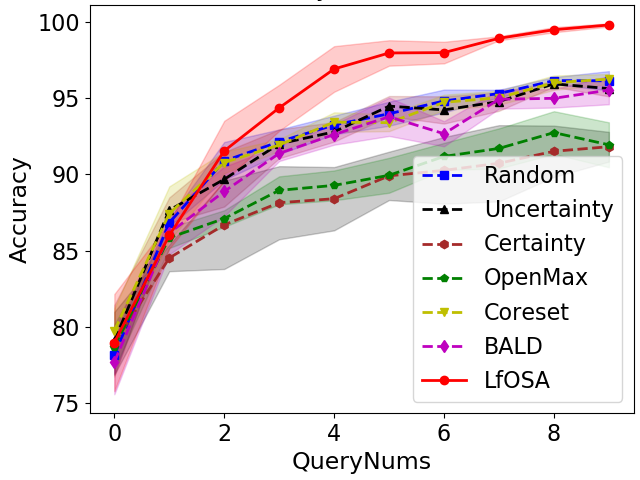 100
95
90
85
80
75
Accuracy
0
2
4
6
8
QueryNums
Random
Uncertainty
Certainty
OpenMax
Coreset
BALD
LfOSA